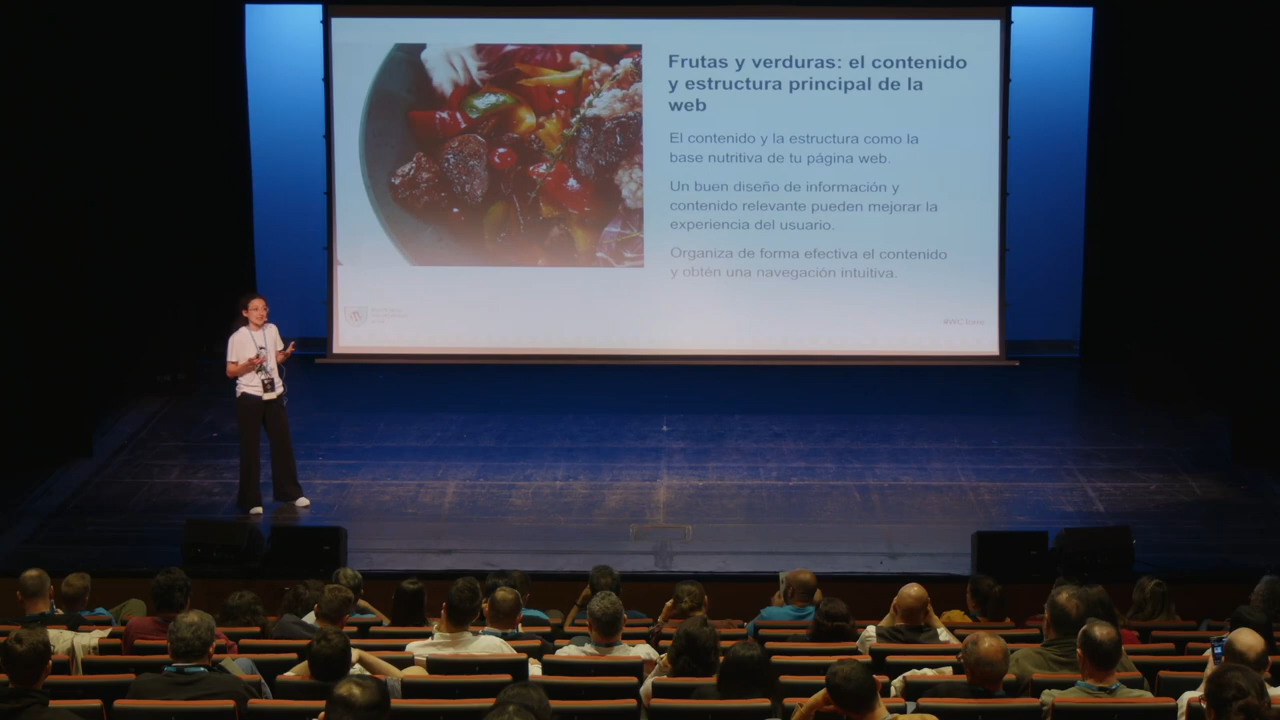 Frutas y verduras: el contenido
y estructura principal de la
web
El contenido y la estructura como la
base nutritiva de tu página web.
Un buen diseño de información y
contenido relevante pueden mejorar la
experiencia del usuario.
Organiza de forma efectiva el contenido
y obtén una navegación intuitiva.